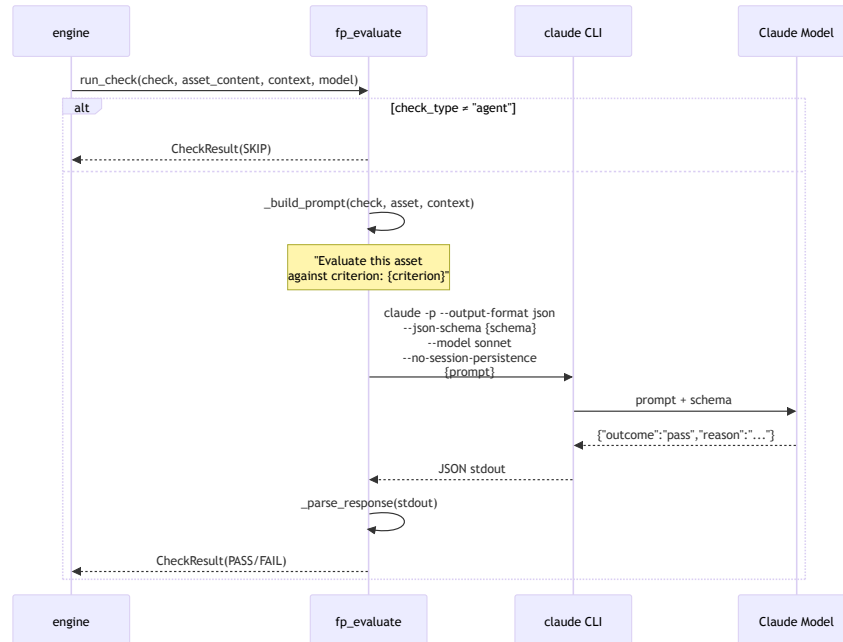 engine
fp_evaluate
claude CLI
Claude Model
run_check(check, asset_content, context, model)
alt
[check_type ≠ "agent"]
CheckResult(SKIP)
_build_prompt(check, asset, context)
"Evaluate this asset
against criterion: {criterion}"
claude -p --output-format json
--json-schema {schema}
--model sonnet
--no-session-persistence
{prompt}
prompt + schema
{"outcome":"pass","reason":"..."}
JSON stdout
_parse_response(stdout)
CheckResult(PASS/FAIL)
engine
fp_evaluate
claude CLI
Claude Model